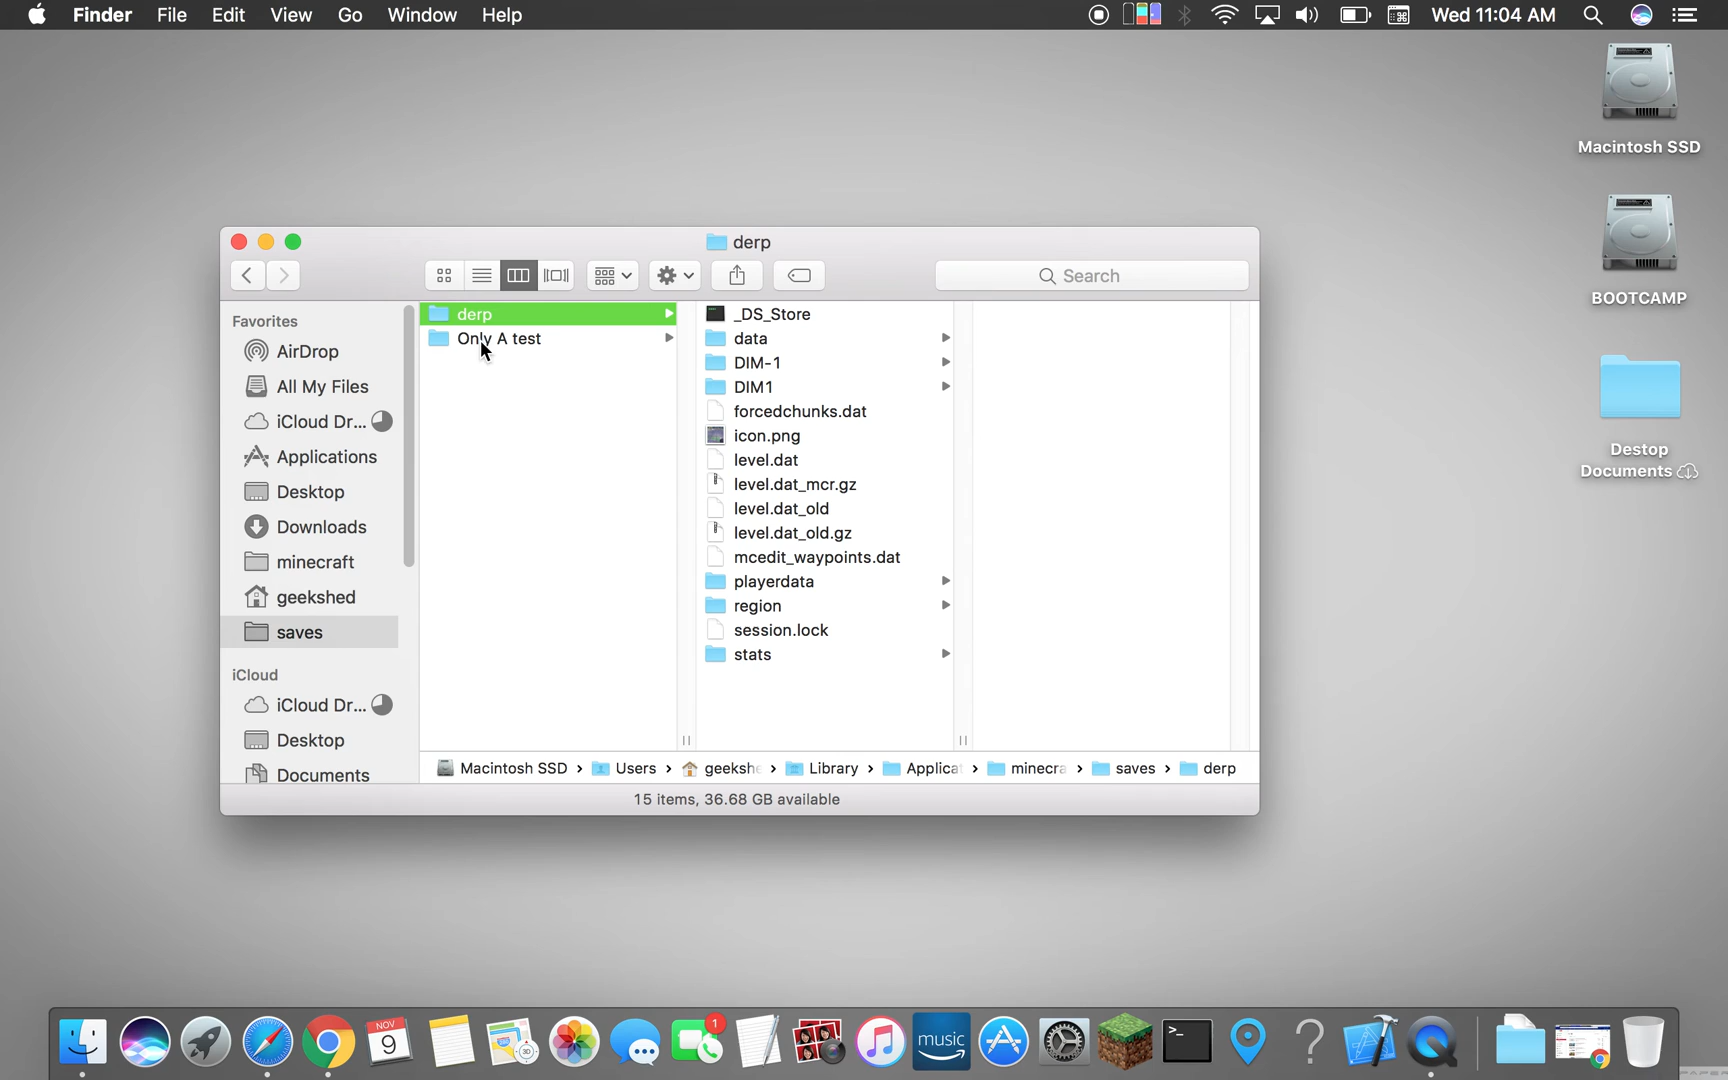 Finder File Edit View Go Window Help
Wed 11:04 AM
Macintosh SSD
BOOTCAMP
Destop
Documents
derp
Search
Favorites
AirDrop
All My Files
iCloud Dr...
Applications
Desktop
Downloads
minecraft
geekshed
saves
iCloud
iCloud Dr...
Desktop
Documents
derp
Only A test
_DS_Store
data
DIM-1
DIM1
forcedchunks.dat
icon.png
level.dat
level.dat_mcr.gz
level.dat_old
level.dat_old.gz
mcedit_waypoints.dat
playerdata
region
session.lock
stats
Macintosh SSD › Users › geekshe › Library › Applicat › minecra › saves › derp
15 items, 36.68 GB available
NOV
9
3D
1
music
>_
?